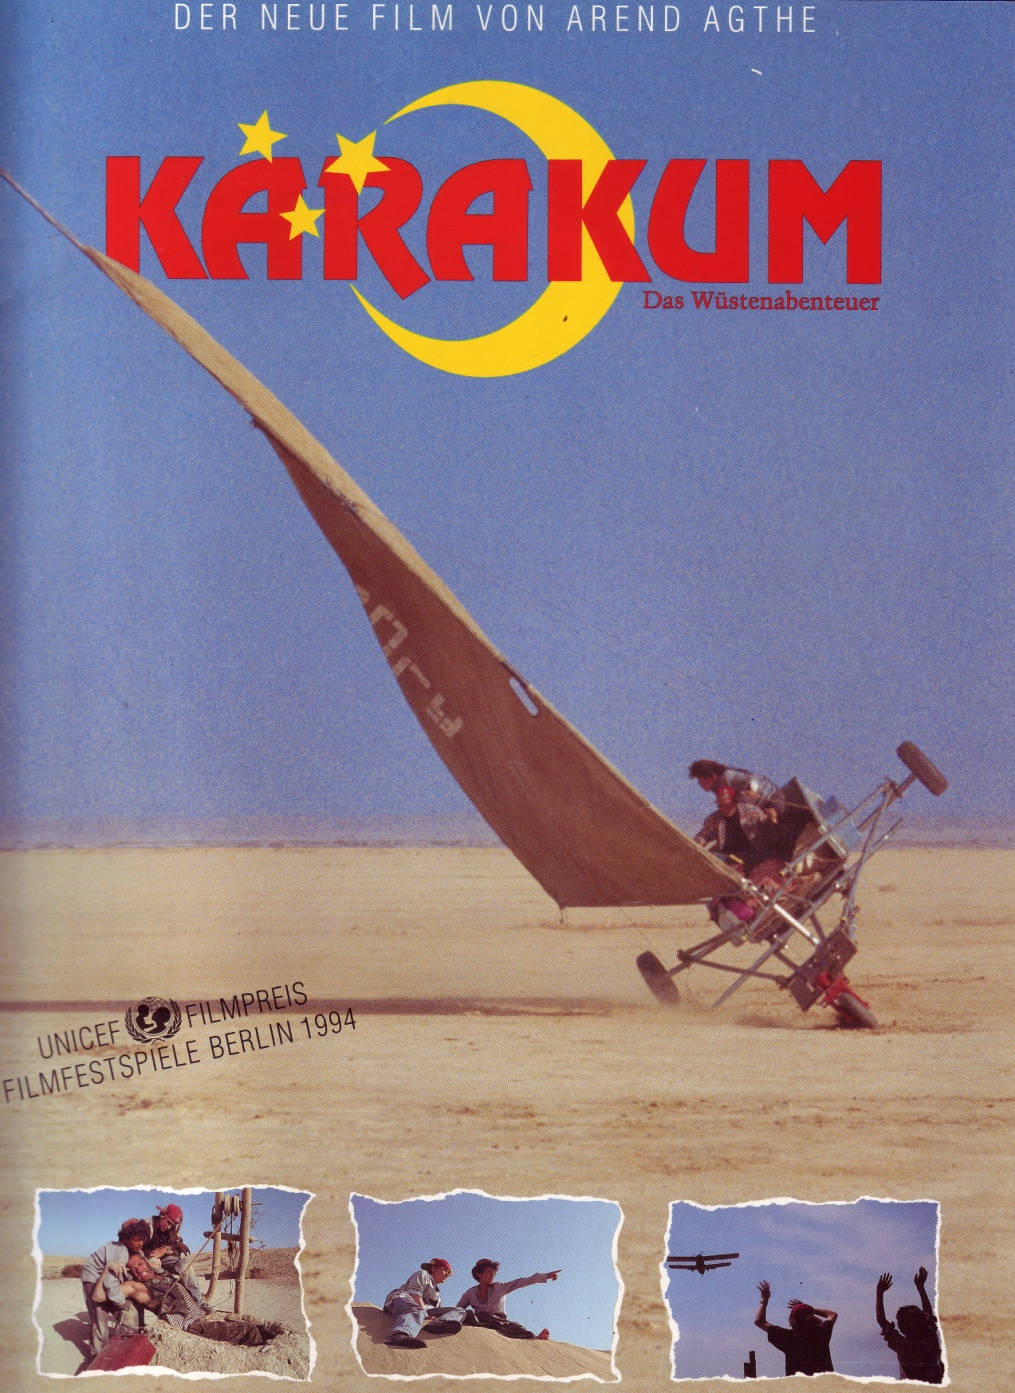 DER NEUE FILM VON AREND AGTHE
KARAKUM
Das Wüstenabenteuer
UNICEF FILMPREIS
FILMFESTSPIELE BERLIN 1994